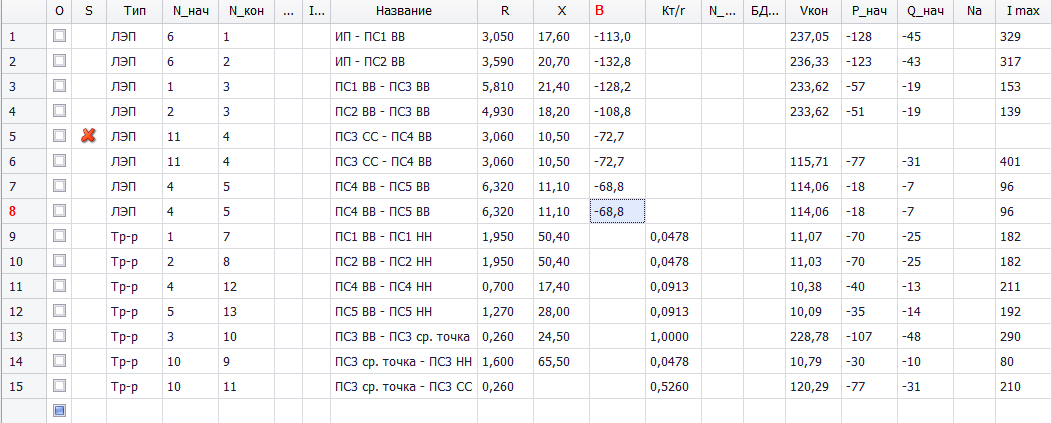 O S Тип N_нач N_кон ... I... Название R X B Кт/r N_... БД... Vкон P_нач Q_нач Na I max
1 ЛЭП 6 1 ИП - ПС1 ВВ 3,050 17,60 -113,0 237,05 -128 -45 329
2 ЛЭП 6 2 ИП - ПС2 ВВ 3,590 20,70 -132,8 236,33 -123 -43 317
3 ЛЭП 1 3 ПС1 ВВ - ПС3 ВВ 5,810 21,40 -128,2 233,62 -57 -19 153
4 ЛЭП 2 3 ПС2 ВВ - ПС3 ВВ 4,930 18,20 -108,8 233,62 -51 -19 139
5 ЛЭП 11 4 ПС3 СС - ПС4 ВВ 3,060 10,50 -72,7
6 ЛЭП 11 4 ПС3 СС - ПС4 ВВ 3,060 10,50 -72,7 115,71 -77 -31 401
7 ЛЭП 4 5 ПС4 ВВ - ПС5 ВВ 6,320 11,10 -68,8 114,06 -18 -7 96
8 ЛЭП 4 5 ПС4 ВВ - ПС5 ВВ 6,320 11,10 -68,8 114,06 -18 -7 96
9 Тр-р 1 7 ПС1 ВВ - ПС1 НН 1,950 50,40 0,0478 11,07 -70 -25 182
10 Тр-р 2 8 ПС2 ВВ - ПС2 НН 1,950 50,40 0,0478 11,03 -70 -25 182
11 Тр-р 4 12 ПС4 ВВ - ПС4 НН 0,700 17,40 0,0913 10,38 -40 -13 211
12 Тр-р 5 13 ПС5 ВВ - ПС5 НН 1,270 28,00 0,0913 10,09 -35 -14 192
13 Тр-р 3 10 ПС3 ВВ - ПС3 ср. точка 0,260 24,50 1,0000 228,78 -107 -48 290
14 Тр-р 10 9 ПС3 ср. точка - ПС3 НН 1,600 65,50 0,0478 10,79 -30 -10 80
15 Тр-р 10 11 ПС3 ср. точка - ПС3 СС 0,260 0,5260 120,29 -77 -31 210